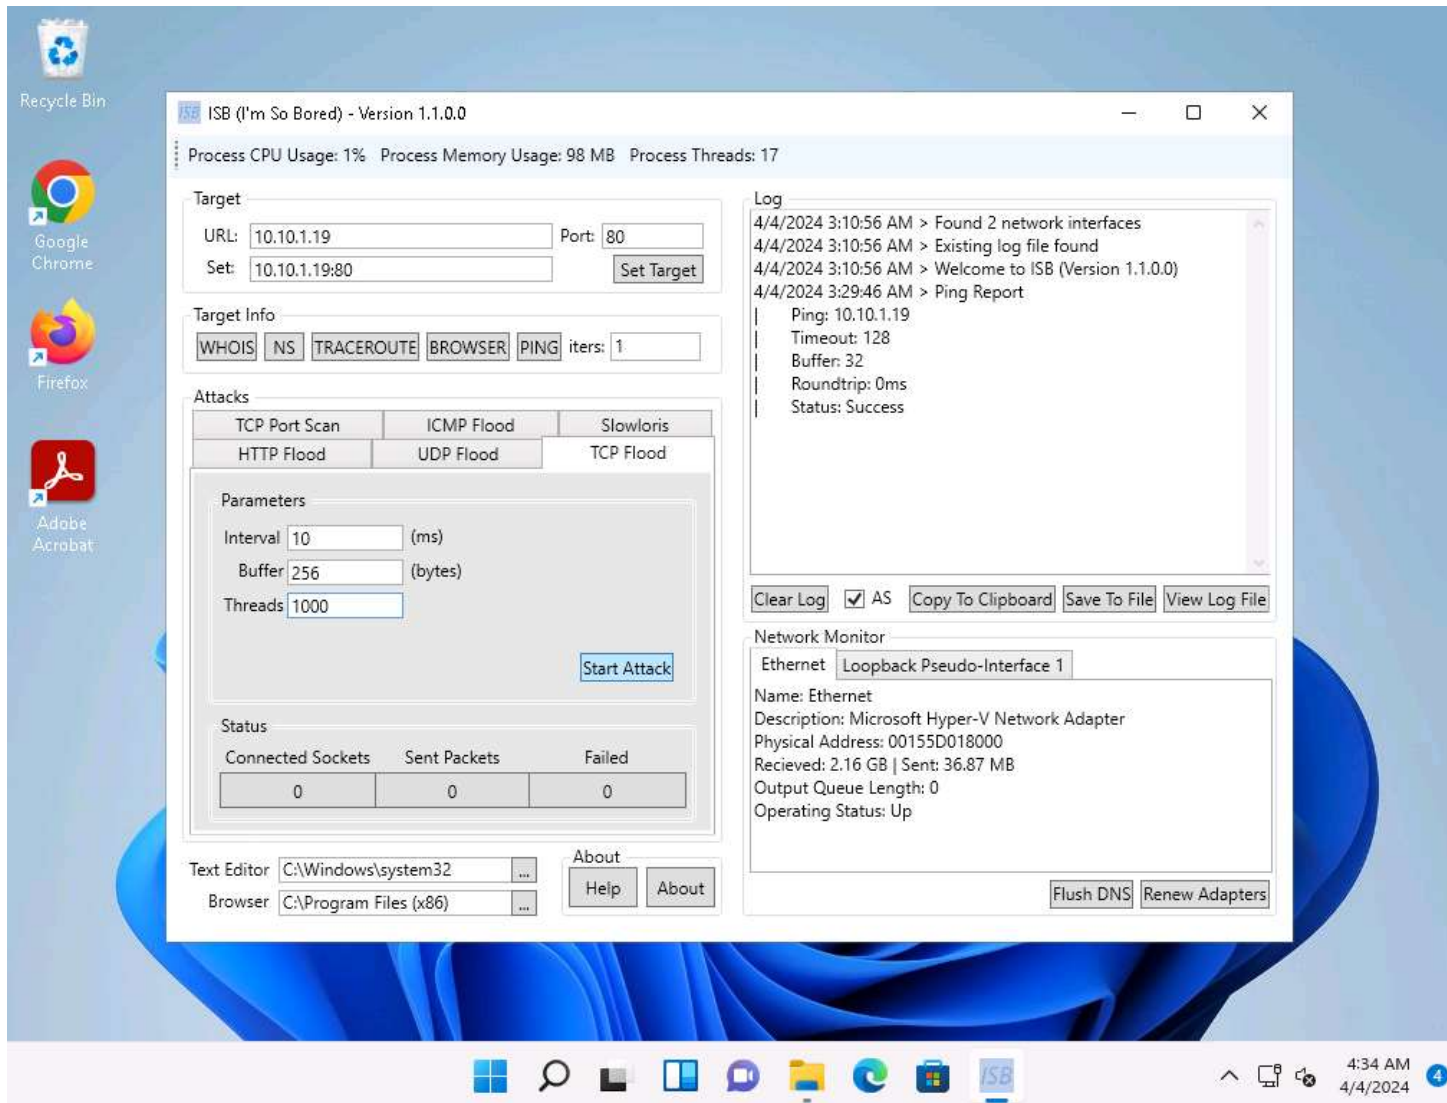 Recycle Bin
Google
Chrome
Firefox
Adobe
Acrobat
ISB ISB (I'm So Bored) - Version 1.1.0.0
Process CPU Usage: 1% Process Memory Usage: 98 MB Process Threads: 17
Target
URL: 10.10.1.19 Port: 80
Set: 10.10.1.19:80 Set Target
Target Info
WHOIS NS TRACEROUTE BROWSER PING iters: 1
Attacks
TCP Port Scan ICMP Flood Slowloris
HTTP Flood UDP Flood TCP Flood
Parameters
Interval 10 (ms)
Buffer 256 (bytes)
Threads 1000
Start Attack
Status
Connected Sockets Sent Packets Failed
0 0 0
Text Editor C:\Windows\system32 ...
Browser C:\Program Files (x86) ...
About
Help About
Log
4/4/2024 3:10:56 AM > Found 2 network interfaces
4/4/2024 3:10:56 AM > Existing log file found
4/4/2024 3:10:56 AM > Welcome to ISB (Version 1.1.0.0)
4/4/2024 3:29:46 AM > Ping Report
| Ping: 10.10.1.19
| Timeout: 128
| Buffer: 32
| Roundtrip: 0ms
| Status: Success
Clear Log AS Copy To Clipboard Save To File View Log File
Network Monitor
Ethernet Loopback Pseudo-Interface 1
Name: Ethernet
Description: Microsoft Hyper-V Network Adapter
Physical Address: 00155D018000
Recieved: 2.16 GB | Sent: 36.87 MB
Output Queue Length: 0
Operating Status: Up
Flush DNS Renew Adapters
ISB
4:34 AM
4/4/2024
4